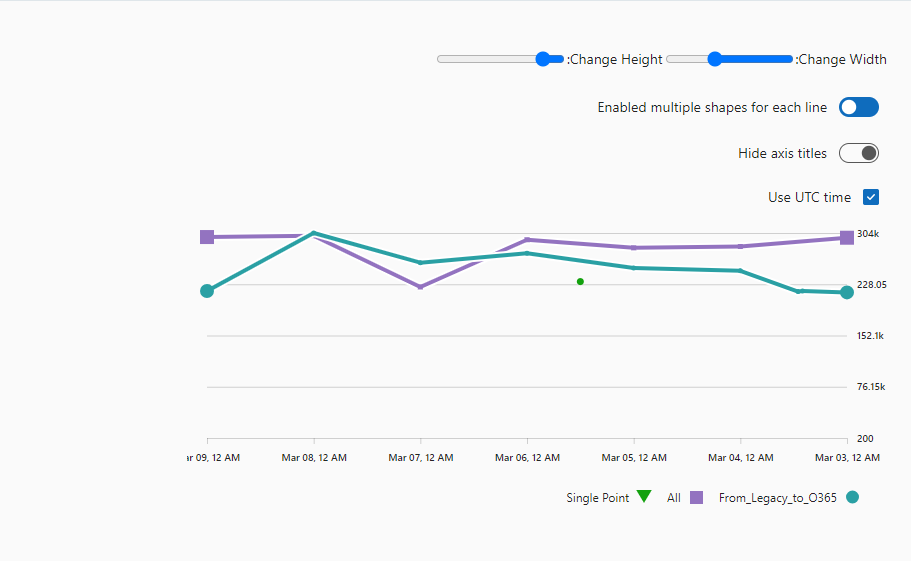 :Change Height :Change Width
Enabled multiple shapes for each line
Hide axis titles
Use UTC time
304k
228.05
152.1k
76.15k
200
09, 12 AM Mar 08, 12 AM Mar 07, 12 AM Mar 06, 12 AM Mar 05, 12 AM Mar 04, 12 AM Mar 03, 12 AM
Single Point All From_Legacy_to_O365